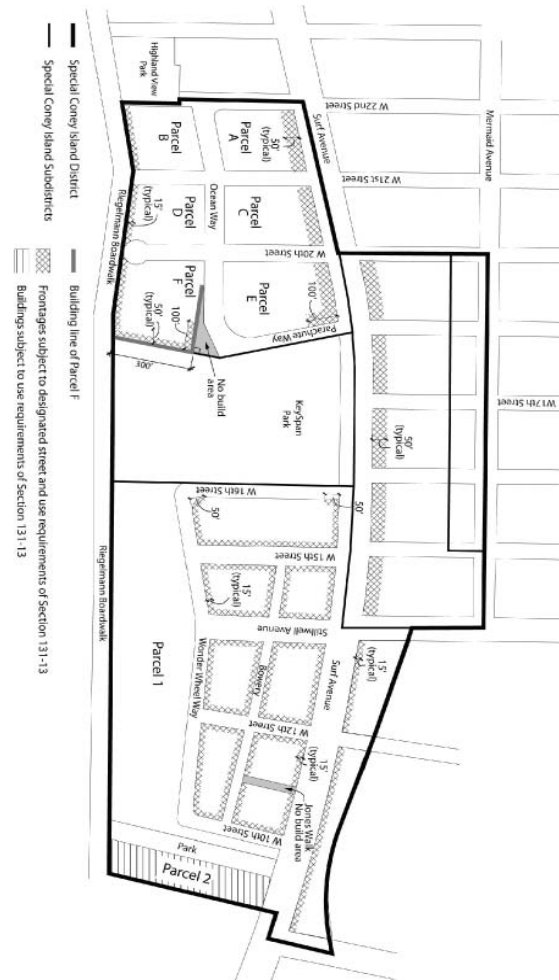 Mermaid Avenue
W 22nd Street
W 21st Street
W 17th Street
Surf Avenue
Highland View
Park
50'
(typical)
Parcel
A
Parcel
B
Ocean Way
W 20th Street
Parcel
C
Parcel
D
15'
(typical)
Parcel
E
100'
Parachute Way
Parcel
F
100'
50'
(typical)
300'
No build
area
Riegelmann Boardwalk
KeySpan
Park
50'
(typical)
W 16th Street
50'
50'
W 15th Street
15'
(typical)
Stillwell Avenue
Surf Avenue
15'
(typical)
Bowery
Wonder Wheel Way
W 12th Street
15'
(typical)
Jones Walk
No build area
W 10th Street
Parcel 1
Park
Parcel 2
Riegelmann Boardwalk
Special Coney Island District
Special Coney Island Subdistricts
Building line of Parcel F
Frontages subject to designated street and use requirements of Section 131-13
Buildings subject to use requirements of Section 131-13